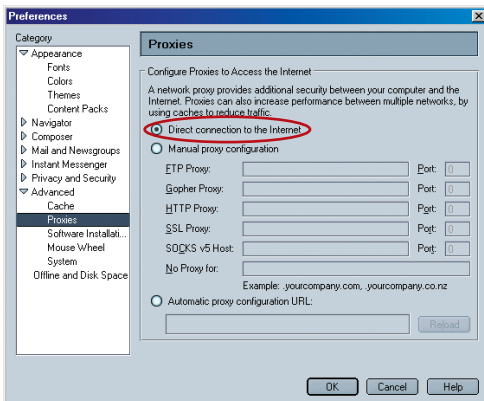 Preferences
Category
Appearance
Fonts
Colors
Themes
Content Packs
Navigator
Composer
Mail and Newsgroups
Instant Messenger
Privacy and Security
Advanced
Cache
Proxies
Software Installati...
Mouse Wheel
System
Offline and Disk Space
Proxies
Configure Proxies to Access the Internet
A network proxy provides additional security between your computer and the
Internet. Proxies can also increase performance between multiple networks, by
using caches to reduce traffic.
Direct connection to the Internet
Manual proxy configuration
FTP Proxy: Port: 0
Gopher Proxy: Port: 0
HTTP Proxy: Port: 0
SSL Proxy: Port: 0
SOCKS v5 Host: Port: 0
No Proxy for:
Example: .yourcompany.com, .yourcompany.co.nz
Automatic proxy configuration URL:
Reload
OK Cancel Help